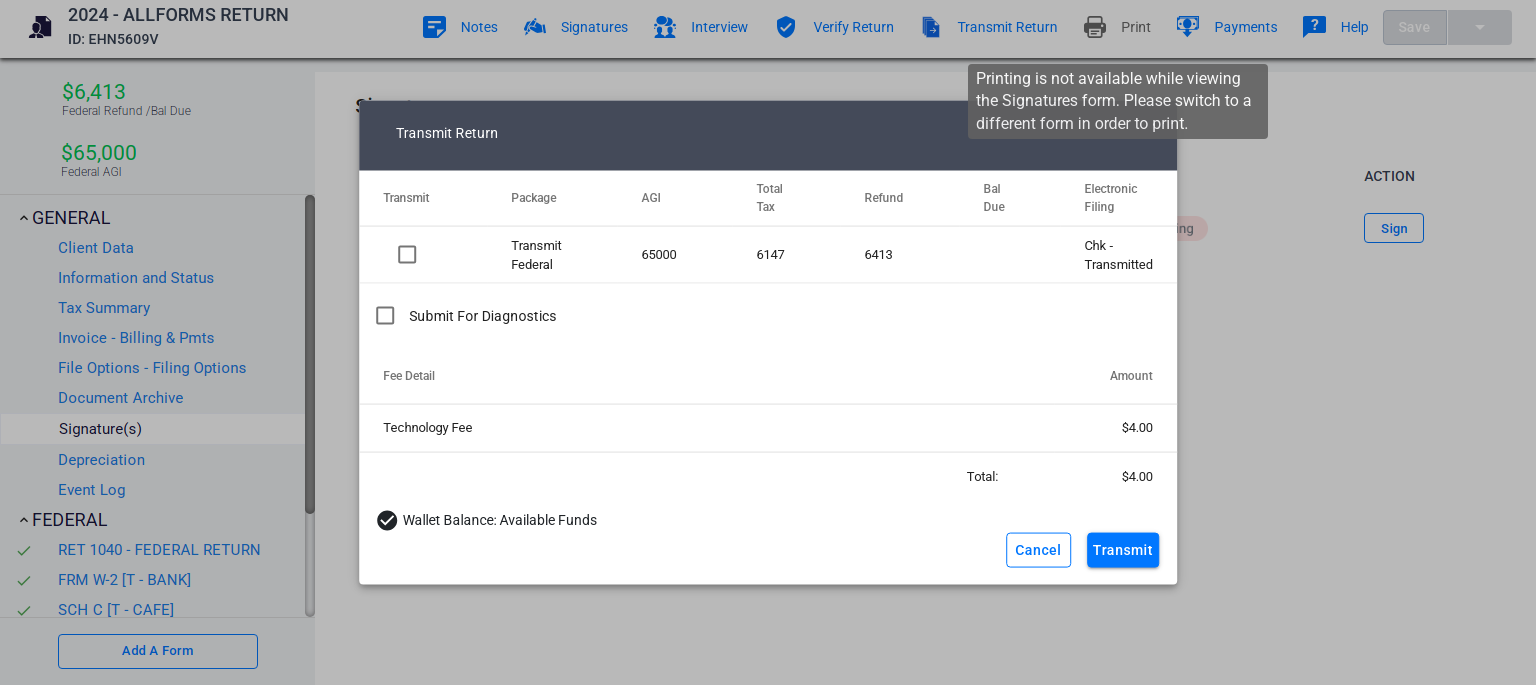 2024 - ALLFORMS RETURN
ID: EHN5609V
Notes
Signatures
Interview
Verify Return
Transmit Return
Print
Payments
Help
Save
Printing is not available while viewing
the Signatures form. Please switch to a
different form in order to print.
$6,413
Federal Refund /Bal Due
$65,000
Federal AGI
GENERAL
Client Data
Information and Status
Tax Summary
Invoice - Billing & Pmts
File Options - Filing Options
Document Archive
Signature(s)
Depreciation
Event Log
FEDERAL
RET 1040 - FEDERAL RETURN
FRM W-2 [T - BANK]
SCH C [T - CAFE]
Add A Form
Transmit Return
Transmit
Package
AGI
Total
Tax
Refund
Bal
Due
Electronic
Filing
Transmit
Federal
65000
6147
6413
Chk -
Transmitted
Submit For Diagnostics
Fee Detail
Amount
Technology Fee
$4.00
Total:
$4.00
Wallet Balance: Available Funds
Cancel
Transmit
ACTION
Sign